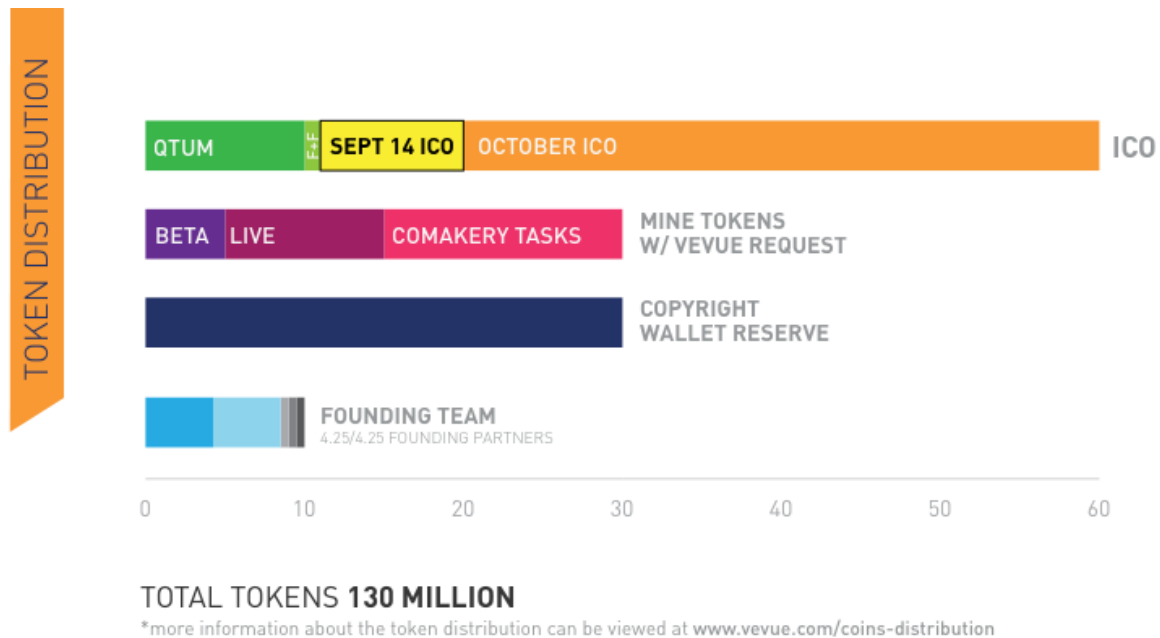 TOKEN DISTRIBUTION
QTUM
F+F
SEPT 14 ICO
OCTOBER ICO
ICO
BETA
LIVE
COMAKERY TASKS
MINE TOKENS
W/ VEVUE REQUEST
COPYRIGHT
WALLET RESERVE
FOUNDING TEAM
4.25/4.25 FOUNDING PARTNERS
0 10 20 30 40 50 60
TOTAL TOKENS 130 MILLION
*more information about the token distribution can be viewed at www.vevue.com/coins-distribution